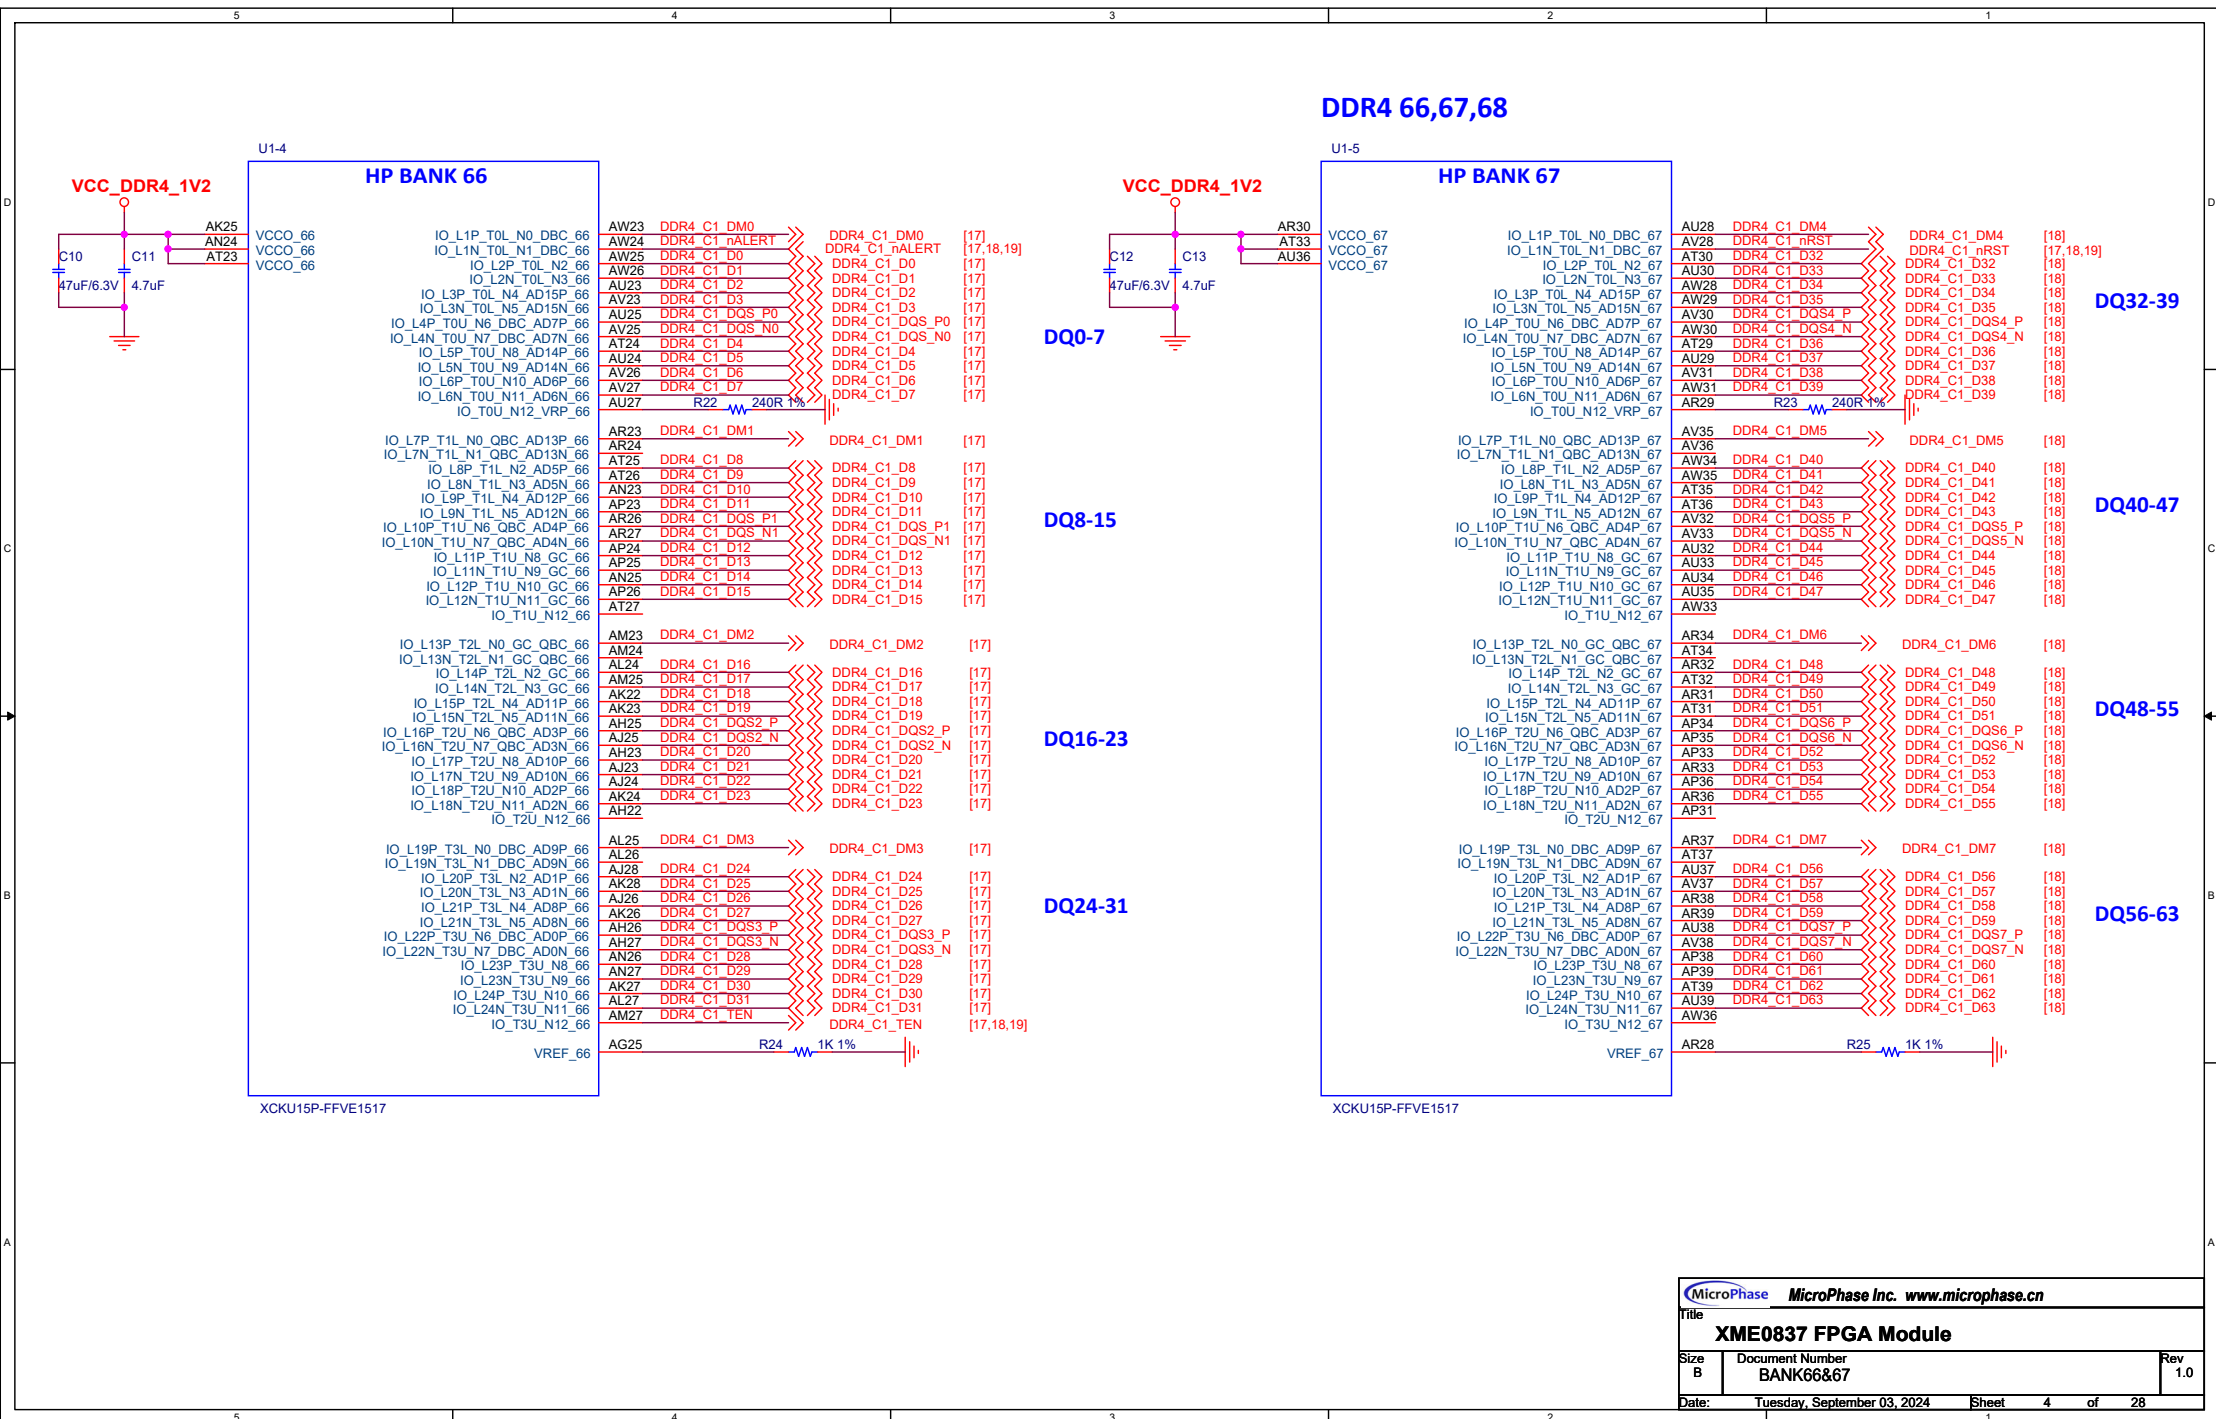 5 4 3 2 1
DDR4 66,67,68
U1-4
HP BANK 66
VCC_DDR4_1V2
C10
47uF/6.3V
C11
4.7uF
AK25 VCCO_66
AN24 VCCO_66
AT23 VCCO_66
IO_L1P_T0L_N0_DBC_66 AW23 DDR4_C1_DM0 DDR4_C1_DM0 [17]
IO_L1N_T0L_N1_DBC_66 AW24 DDR4_C1_nALERT DDR4_C1_nALERT [17,18,19]
IO_L2P_T0L_N2_66 AW25 DDR4_C1_D0 DDR4_C1_D0 [17]
IO_L2N_T0L_N3_66 AW26 DDR4_C1_D1 DDR4_C1_D1 [17]
IO_L3P_T0L_N4_AD15P_66 AU23 DDR4_C1_D2 DDR4_C1_D2 [17]
IO_L3N_T0L_N5_AD15N_66 AV23 DDR4_C1_D3 DDR4_C1_D3 [17]
IO_L4P_T0U_N6_DBC_AD7P_66 AU25 DDR4_C1_DQS_P0 DDR4_C1_DQS_P0 [17]
IO_L4N_T0U_N7_DBC_AD7N_66 AV25 DDR4_C1_DQS_N0 DDR4_C1_DQS_N0 [17]
IO_L5P_T0U_N8_AD14P_66 AT24 DDR4_C1_D4 DDR4_C1_D4 [17]
IO_L5N_T0U_N9_AD14N_66 AU24 DDR4_C1_D5 DDR4_C1_D5 [17]
IO_L6P_T0U_N10_AD6P_66 AV26 DDR4_C1_D6 DDR4_C1_D6 [17]
IO_L6N_T0U_N11_AD6N_66 AV27 DDR4_C1_D7 DDR4_C1_D7 [17]
IO_T0U_N12_VRP_66 AU27 R22 240R 1%
DQ0-7
IO_L7P_T1L_N0_QBC_AD13P_66 AR23 DDR4_C1_DM1 DDR4_C1_DM1 [17]
IO_L7N_T1L_N1_QBC_AD13N_66 AR24
IO_L8P_T1L_N2_AD5P_66 AT25 DDR4_C1_D8 DDR4_C1_D8 [17]
IO_L8N_T1L_N3_AD5N_66 AT26 DDR4_C1_D9 DDR4_C1_D9 [17]
IO_L9P_T1L_N4_AD12P_66 AN23 DDR4_C1_D10 DDR4_C1_D10 [17]
IO_L9N_T1L_N5_AD12N_66 AP23 DDR4_C1_D11 DDR4_C1_D11 [17]
IO_L10P_T1U_N6_QBC_AD4P_66 AR26 DDR4_C1_DQS_P1 DDR4_C1_DQS_P1 [17]
IO_L10N_T1U_N7_QBC_AD4N_66 AR27 DDR4_C1_DQS_N1 DDR4_C1_DQS_N1 [17]
IO_L11P_T1U_N8_GC_66 AP24 DDR4_C1_D12 DDR4_C1_D12 [17]
IO_L11N_T1U_N9_GC_66 AP25 DDR4_C1_D13 DDR4_C1_D13 [17]
IO_L12P_T1U_N10_GC_66 AN25 DDR4_C1_D14 DDR4_C1_D14 [17]
IO_L12N_T1U_N11_GC_66 AP26 DDR4_C1_D15 DDR4_C1_D15 [17]
IO_T1U_N12_66 AT27
DQ8-15
IO_L13P_T2L_N0_GC_QBC_66 AM23 DDR4_C1_DM2 DDR4_C1_DM2 [17]
IO_L13N_T2L_N1_GC_QBC_66 AM24
IO_L14P_T2L_N2_GC_66 AL24 DDR4_C1_D16 DDR4_C1_D16 [17]
IO_L14N_T2L_N3_GC_66 AM25 DDR4_C1_D17 DDR4_C1_D17 [17]
IO_L15P_T2L_N4_AD11P_66 AK22 DDR4_C1_D18 DDR4_C1_D18 [17]
IO_L15N_T2L_N5_AD11N_66 AK23 DDR4_C1_D19 DDR4_C1_D19 [17]
IO_L16P_T2U_N6_QBC_AD3P_66 AH25 DDR4_C1_DQS2_P DDR4_C1_DQS2_P [17]
IO_L16N_T2U_N7_QBC_AD3N_66 AJ25 DDR4_C1_DQS2_N DDR4_C1_DQS2_N [17]
IO_L17P_T2U_N8_AD10P_66 AH23 DDR4_C1_D20 DDR4_C1_D20 [17]
IO_L17N_T2U_N9_AD10N_66 AJ23 DDR4_C1_D21 DDR4_C1_D21 [17]
IO_L18P_T2U_N10_AD2P_66 AJ24 DDR4_C1_D22 DDR4_C1_D22 [17]
IO_L18N_T2U_N11_AD2N_66 AK24 DDR4_C1_D23 DDR4_C1_D23 [17]
IO_T2U_N12_66 AH22
DQ16-23
IO_L19P_T3L_N0_DBC_AD9P_66 AL25 DDR4_C1_DM3 DDR4_C1_DM3 [17]
IO_L19N_T3L_N1_DBC_AD9N_66 AL26
IO_L20P_T3L_N2_AD1P_66 AJ28 DDR4_C1_D24 DDR4_C1_D24 [17]
IO_L20N_T3L_N3_AD1N_66 AK28 DDR4_C1_D25 DDR4_C1_D25 [17]
IO_L21P_T3L_N4_AD8P_66 AJ26 DDR4_C1_D26 DDR4_C1_D26 [17]
IO_L21N_T3L_N5_AD8N_66 AK26 DDR4_C1_D27 DDR4_C1_D27 [17]
IO_L22P_T3U_N6_DBC_AD0P_66 AH26 DDR4_C1_DQS3_P DDR4_C1_DQS3_P [17]
IO_L22N_T3U_N7_DBC_AD0N_66 AH27 DDR4_C1_DQS3_N DDR4_C1_DQS3_N [17]
IO_L23P_T3U_N8_66 AN26 DDR4_C1_D28 DDR4_C1_D28 [17]
IO_L23N_T3U_N9_66 AN27 DDR4_C1_D29 DDR4_C1_D29 [17]
IO_L24P_T3U_N10_66 AK27 DDR4_C1_D30 DDR4_C1_D30 [17]
IO_L24N_T3U_N11_66 AL27 DDR4_C1_D31 DDR4_C1_D31 [17]
IO_T3U_N12_66 AM27 DDR4_C1_TEN DDR4_C1_TEN [17,18,19]
DQ24-31
VREF_66 AG25 R24 1K 1%
XCKU15P-FFVE1517
U1-5
HP BANK 67
VCC_DDR4_1V2
C12
47uF/6.3V
C13
4.7uF
AR30 VCCO_67
AT33 VCCO_67
AU36 VCCO_67
IO_L1P_T0L_N0_DBC_67 AU28 DDR4_C1_DM4 DDR4_C1_DM4 [18]
IO_L1N_T0L_N1_DBC_67 AV28 DDR4_C1_nRST DDR4_C1_nRST [17,18,19]
IO_L2P_T0L_N2_67 AT30 DDR4_C1_D32 DDR4_C1_D32 [18]
IO_L2N_T0L_N3_67 AU30 DDR4_C1_D33 DDR4_C1_D33 [18]
IO_L3P_T0L_N4_AD15P_67 AW28 DDR4_C1_D34 DDR4_C1_D34 [18]
IO_L3N_T0L_N5_AD15N_67 AW29 DDR4_C1_D35 DDR4_C1_D35 [18]
IO_L4P_T0U_N6_DBC_AD7P_67 AV30 DDR4_C1_DQS4_P DDR4_C1_DQS4_P [18]
IO_L4N_T0U_N7_DBC_AD7N_67 AW30 DDR4_C1_DQS4_N DDR4_C1_DQS4_N [18]
IO_L5P_T0U_N8_AD14P_67 AT29 DDR4_C1_D36 DDR4_C1_D36 [18]
IO_L5N_T0U_N9_AD14N_67 AU29 DDR4_C1_D37 DDR4_C1_D37 [18]
IO_L6P_T0U_N10_AD6P_67 AV31 DDR4_C1_D38 DDR4_C1_D38 [18]
IO_L6N_T0U_N11_AD6N_67 AW31 DDR4_C1_D39 DDR4_C1_D39 [18]
IO_T0U_N12_VRP_67 AR29 R23 240R 1%
DQ32-39
IO_L7P_T1L_N0_QBC_AD13P_67 AV35 DDR4_C1_DM5 DDR4_C1_DM5 [18]
IO_L7N_T1L_N1_QBC_AD13N_67 AV36
IO_L8P_T1L_N2_AD5P_67 AW34 DDR4_C1_D40 DDR4_C1_D40 [18]
IO_L8N_T1L_N3_AD5N_67 AW35 DDR4_C1_D41 DDR4_C1_D41 [18]
IO_L9P_T1L_N4_AD12P_67 AT35 DDR4_C1_D42 DDR4_C1_D42 [18]
IO_L9N_T1L_N5_AD12N_67 AT36 DDR4_C1_D43 DDR4_C1_D43 [18]
IO_L10P_T1U_N6_QBC_AD4P_67 AV32 DDR4_C1_DQS5_P DDR4_C1_DQS5_P [18]
IO_L10N_T1U_N7_QBC_AD4N_67 AV33 DDR4_C1_DQS5_N DDR4_C1_DQS5_N [18]
IO_L11P_T1U_N8_GC_67 AU32 DDR4_C1_D44 DDR4_C1_D44 [18]
IO_L11N_T1U_N9_GC_67 AU33 DDR4_C1_D45 DDR4_C1_D45 [18]
IO_L12P_T1U_N10_GC_67 AU34 DDR4_C1_D46 DDR4_C1_D46 [18]
IO_L12N_T1U_N11_GC_67 AU35 DDR4_C1_D47 DDR4_C1_D47 [18]
IO_T1U_N12_67 AW33
DQ40-47
IO_L13P_T2L_N0_GC_QBC_67 AR34 DDR4_C1_DM6 DDR4_C1_DM6 [18]
IO_L13N_T2L_N1_GC_QBC_67 AT34
IO_L14P_T2L_N2_GC_67 AR32 DDR4_C1_D48 DDR4_C1_D48 [18]
IO_L14N_T2L_N3_GC_67 AT32 DDR4_C1_D49 DDR4_C1_D49 [18]
IO_L15P_T2L_N4_AD11P_67 AR31 DDR4_C1_D50 DDR4_C1_D50 [18]
IO_L15N_T2L_N5_AD11N_67 AT31 DDR4_C1_D51 DDR4_C1_D51 [18]
IO_L16P_T2U_N6_QBC_AD3P_67 AP34 DDR4_C1_DQS6_P DDR4_C1_DQS6_P [18]
IO_L16N_T2U_N7_QBC_AD3N_67 AP35 DDR4_C1_DQS6_N DDR4_C1_DQS6_N [18]
IO_L17P_T2U_N8_AD10P_67 AP33 DDR4_C1_D52 DDR4_C1_D52 [18]
IO_L17N_T2U_N9_AD10N_67 AR33 DDR4_C1_D53 DDR4_C1_D53 [18]
IO_L18P_T2U_N10_AD2P_67 AP36 DDR4_C1_D54 DDR4_C1_D54 [18]
IO_L18N_T2U_N11_AD2N_67 AR36 DDR4_C1_D55 DDR4_C1_D55 [18]
IO_T2U_N12_67 AP31
DQ48-55
IO_L19P_T3L_N0_DBC_AD9P_67 AR37 DDR4_C1_DM7 DDR4_C1_DM7 [18]
IO_L19N_T3L_N1_DBC_AD9N_67 AT37
IO_L20P_T3L_N2_AD1P_67 AU37 DDR4_C1_D56 DDR4_C1_D56 [18]
IO_L20N_T3L_N3_AD1N_67 AV37 DDR4_C1_D57 DDR4_C1_D57 [18]
IO_L21P_T3L_N4_AD8P_67 AR38 DDR4_C1_D58 DDR4_C1_D58 [18]
IO_L21N_T3L_N5_AD8N_67 AR39 DDR4_C1_D59 DDR4_C1_D59 [18]
IO_L22P_T3U_N6_DBC_AD0P_67 AU38 DDR4_C1_DQS7_P DDR4_C1_DQS7_P [18]
IO_L22N_T3U_N7_DBC_AD0N_67 AV38 DDR4_C1_DQS7_N DDR4_C1_DQS7_N [18]
IO_L23P_T3U_N8_67 AP38 DDR4_C1_D60 DDR4_C1_D60 [18]
IO_L23N_T3U_N9_67 AP39 DDR4_C1_D61 DDR4_C1_D61 [18]
IO_L24P_T3U_N10_67 AT39 DDR4_C1_D62 DDR4_C1_D62 [18]
IO_L24N_T3U_N11_67 AU39 DDR4_C1_D63 DDR4_C1_D63 [18]
IO_T3U_N12_67 AW36
DQ56-63
VREF_67 AR28 R25 1K 1%
XCKU15P-FFVE1517
D D
C C
B B
A A
MicroPhase MicroPhase Inc. www.microphase.cn
Title
XME0837 FPGA Module
Size Document Number Rev
B BANK66&67 1.0
Date: Tuesday, September 03, 2024 Sheet 4 of 28
5 4 3 2 1